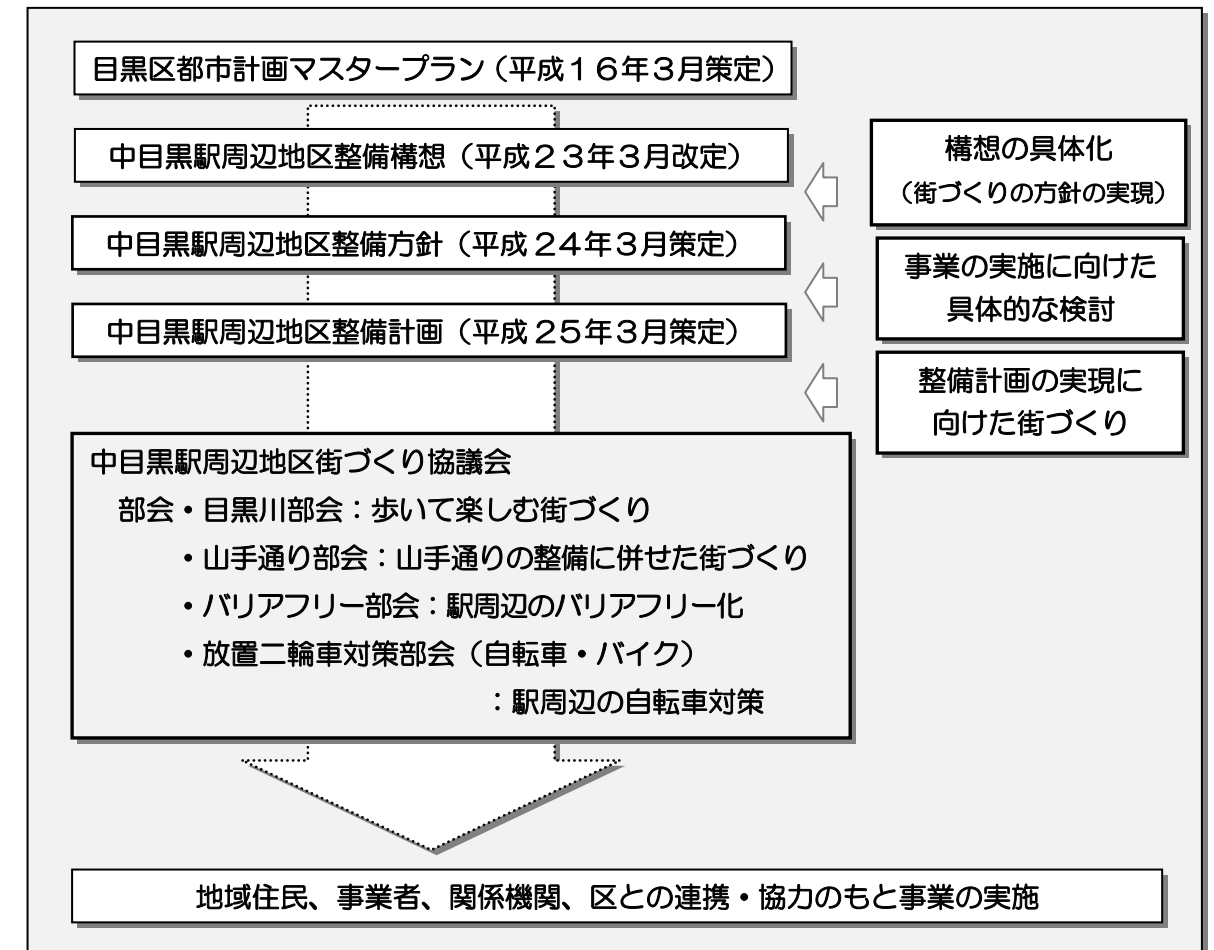 目黒区都市計画マスタープラン（平成１６年３月策定）
中目黒駅周辺地区整備構想（平成２３年３月改定）
構想の具体化
（街づくりの方針の実現）
中目黒駅周辺地区整備方針（平成 24年３月策定）
事業の実施に向けた
具体的な検討
中目黒駅周辺地区整備計画（平成 25年３月策定）
整備計画の実現に
向けた街づくり
中目黒駅周辺地区街づくり協議会
部会・目黒川部会：歩いて楽しむ街づくり
・山手通り部会：山手通りの整備に併せた街づくり
・バリアフリー部会：駅周辺のバリアフリー化
・放置二輪車対策部会（自転車・バイク）
：駅周辺の自転車対策
地域住民、事業者、関係機関、区との連携・協力のもと事業の実施